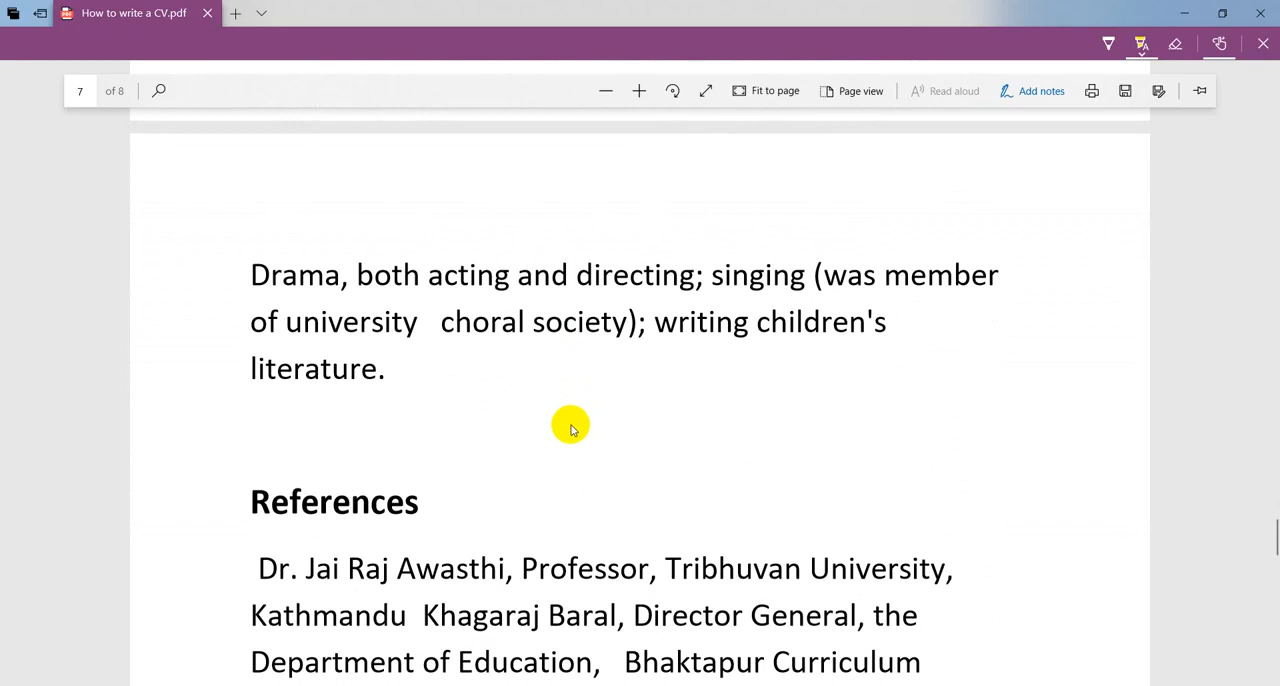 How to write a CV.pdf
7 of 8 Fit to page Page view Read aloud Add notes
Drama, both acting and directing; singing (was member
of university choral society); writing children's
literature.
References
Dr. Jai Raj Awasthi, Professor, Tribhuvan University,
Kathmandu Khagaraj Baral, Director General, the
Department of Education, Bhaktapur Curriculum